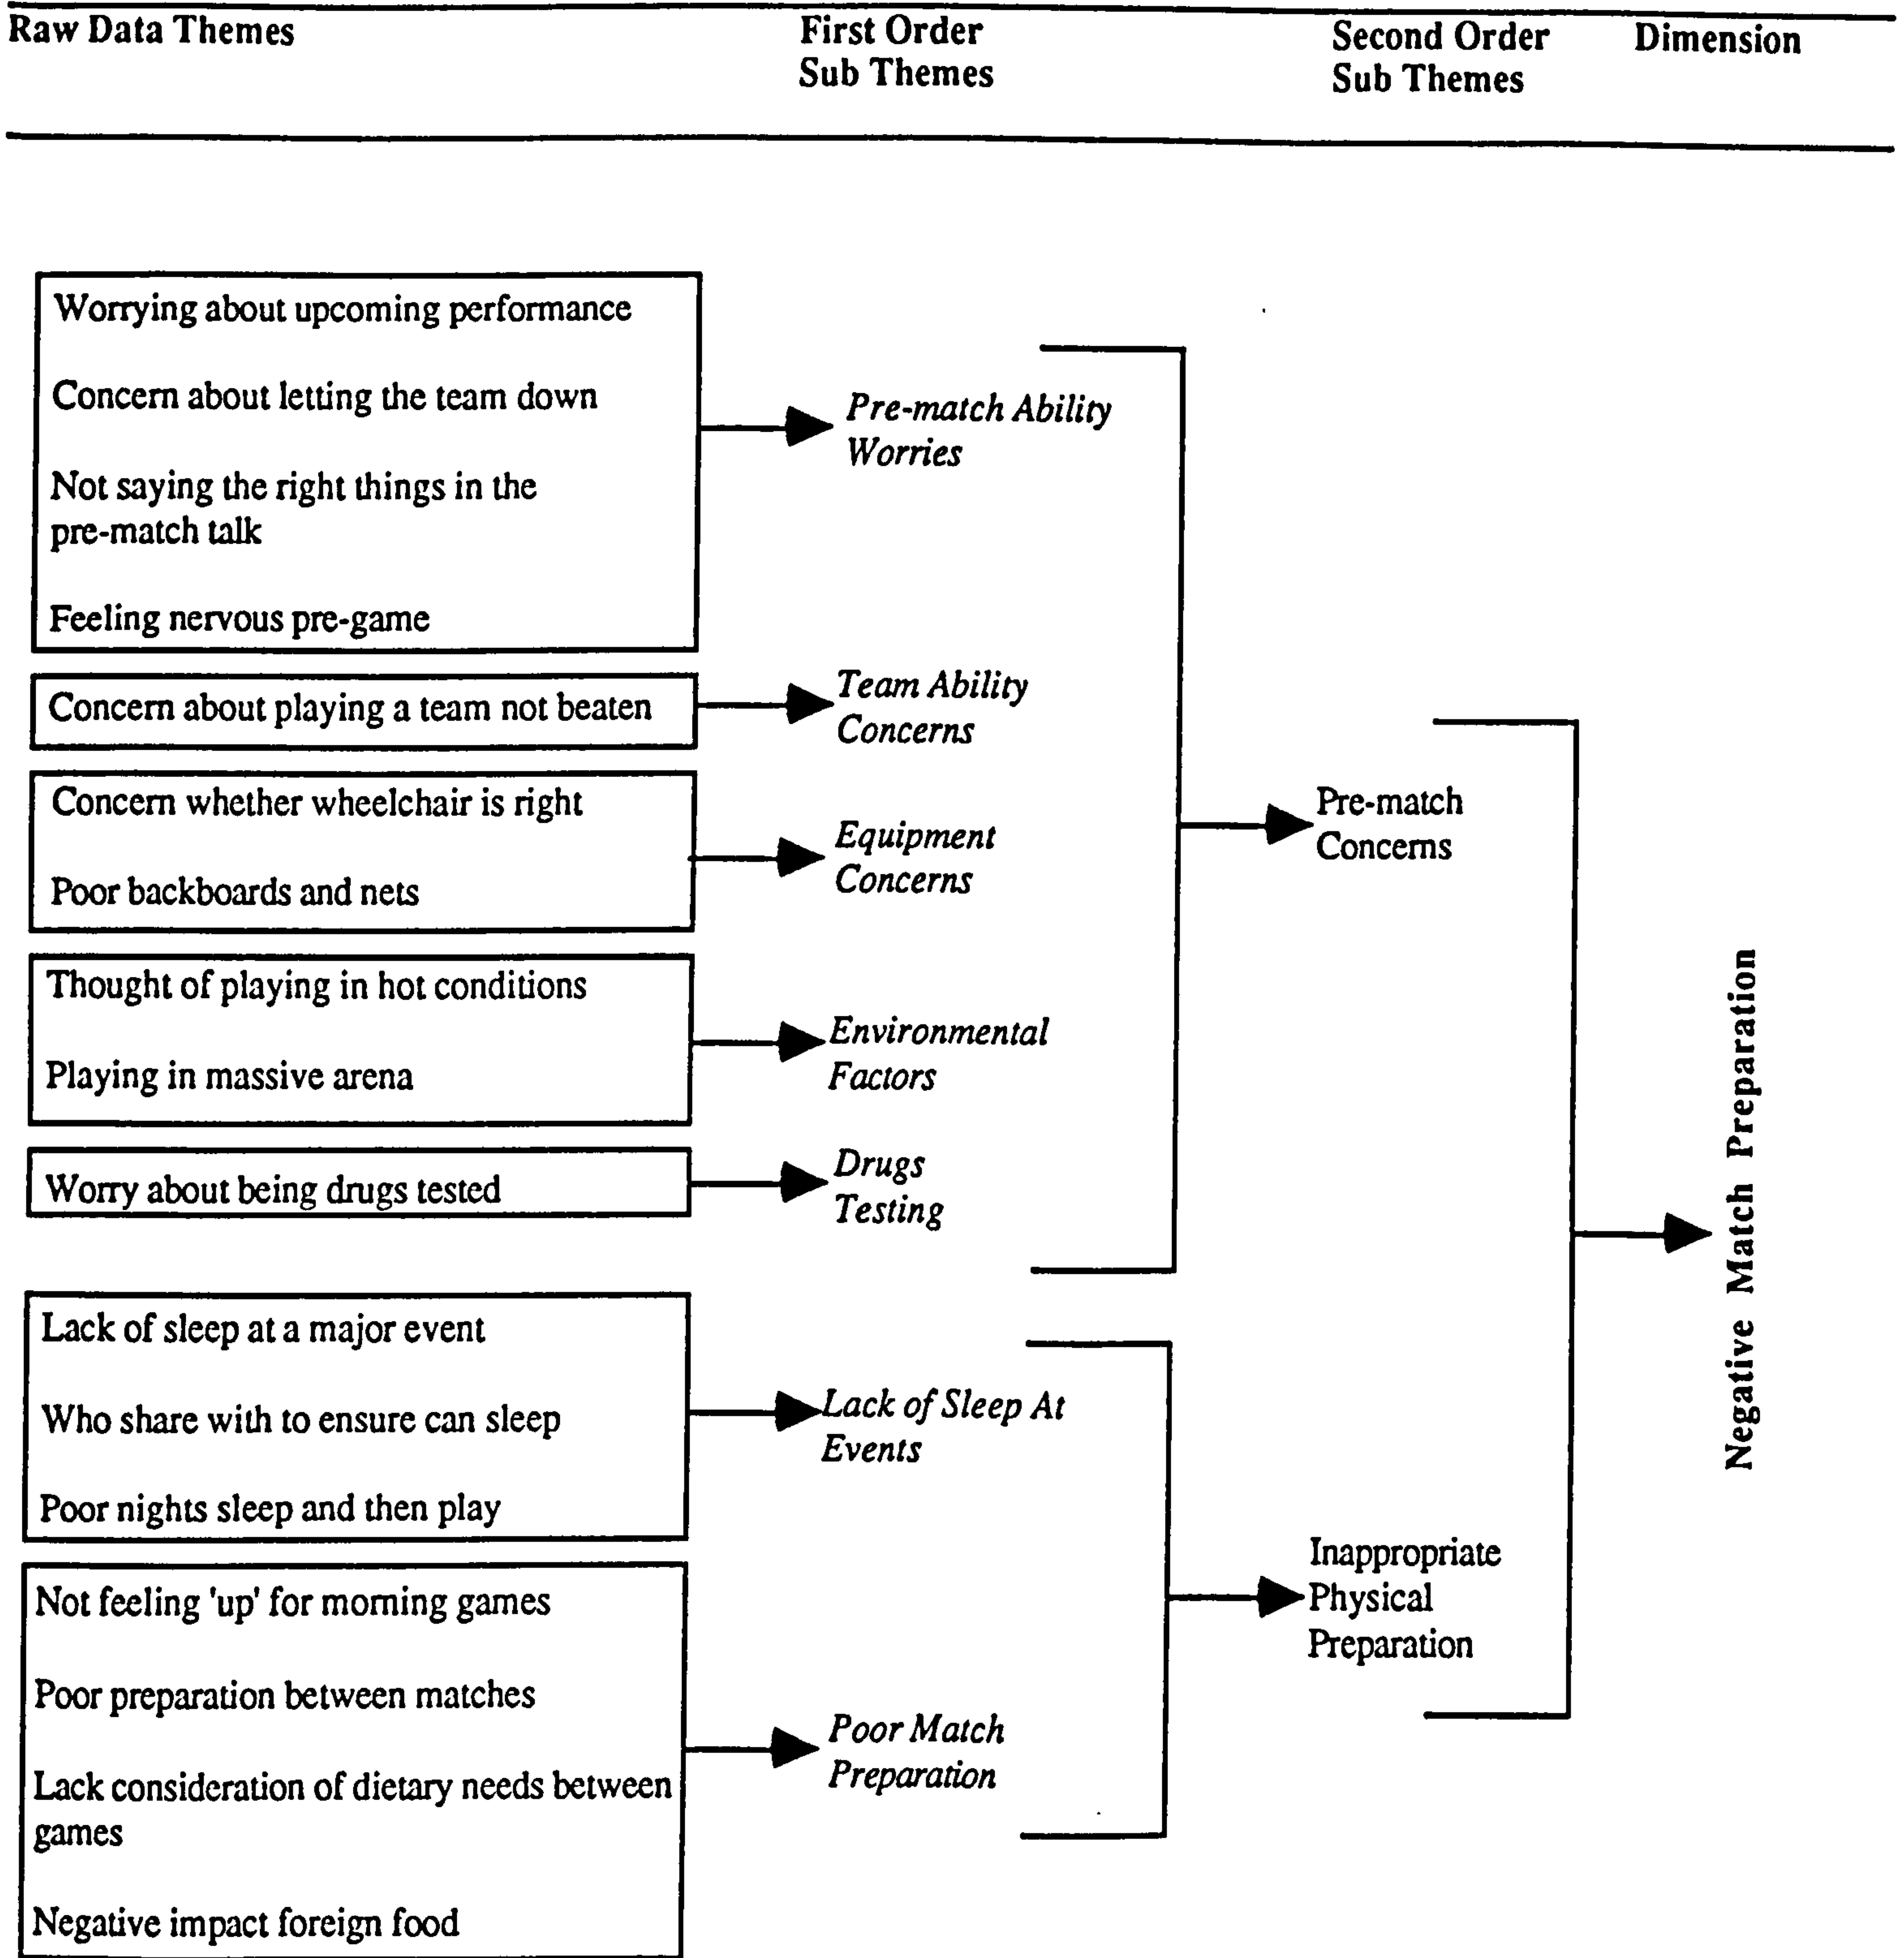 Raw Data Themes
First Order
Sub Themes
Second Order
Sub Themes
Dimension
Worrying about upcoming performance
Concern about letting the team down
Not saying the right things in the
pre-match talk
Feeling nervous pre-game
Pre-match Ability
Worries
Concern about playing a team not beaten
Team Ability
Concerns
Concern whether wheelchair is right
Poor backboards and nets
Equipment
Concerns
Thought of playing in hot conditions
Playing in massive arena
Environmental
Factors
Worry about being drugs tested
Drugs
Testing
Pre-match
Concerns
Lack of sleep at a major event
Who share with to ensure can sleep
Poor nights sleep and then play
Lack of Sleep At
Events
Not feeling 'up' for morning games
Poor preparation between matches
Lack consideration of dietary needs between
games
Negative impact foreign food
Poor Match
Preparation
Inappropriate
Physical
Preparation
Negative Match Preparation